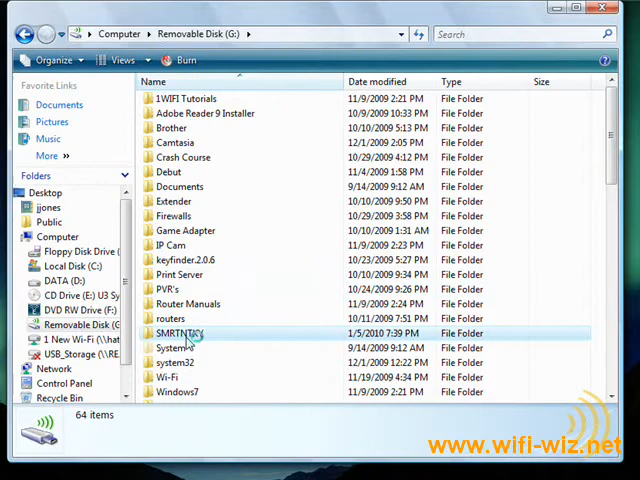 Computer ▸ Removable Disk (G:) ▸
Search
Organize Views Burn
Favorite Links
Documents
Pictures
Music
More »
Folders
Desktop
jjones
Public
Computer
Floppy Disk Drive (
Local Disk (C:)
DATA (D:)
CD Drive (E:) U3 Sy
DVD RW Drive (F:)
Removable Disk (G
1 New Wi-Fi (\\hat
USB_Storage (\\RE
Network
Control Panel
Recycle Bin
Name Date modified Type Size
1WIFI Tutorials 11/9/2009 2:21 PM File Folder
Adobe Reader 9 Installer 10/9/2009 10:33 PM File Folder
Brother 10/10/2009 5:13 PM File Folder
Camtasia 12/1/2009 2:05 PM File Folder
Crash Course 10/29/2009 4:12 PM File Folder
Debut 11/4/2009 1:58 PM File Folder
Documents 9/14/2009 9:12 AM File Folder
Extender 10/10/2009 9:50 PM File Folder
Firewalls 10/29/2009 3:58 PM File Folder
Game Adapter 10/10/2009 1:31 AM File Folder
IP Cam 11/9/2009 2:23 PM File Folder
keyfinder.2.0.6 10/23/2009 5:27 PM File Folder
Print Server 10/10/2009 9:34 PM File Folder
PVR's 10/10/2009 9:31 PM File Folder
Router Manuals 11/9/2009 2:24 PM File Folder
routers 10/11/2009 7:51 PM File Folder
SMRTNTKY 1/5/2010 7:39 PM File Folder
System 9/14/2009 9:12 AM File Folder
system32 12/1/2009 12:22 PM File Folder
Wi-Fi 11/19/2009 4:34 PM File Folder
Windows7 11/9/2009 2:21 PM File Folder
64 items
www.wifi-wiz.net